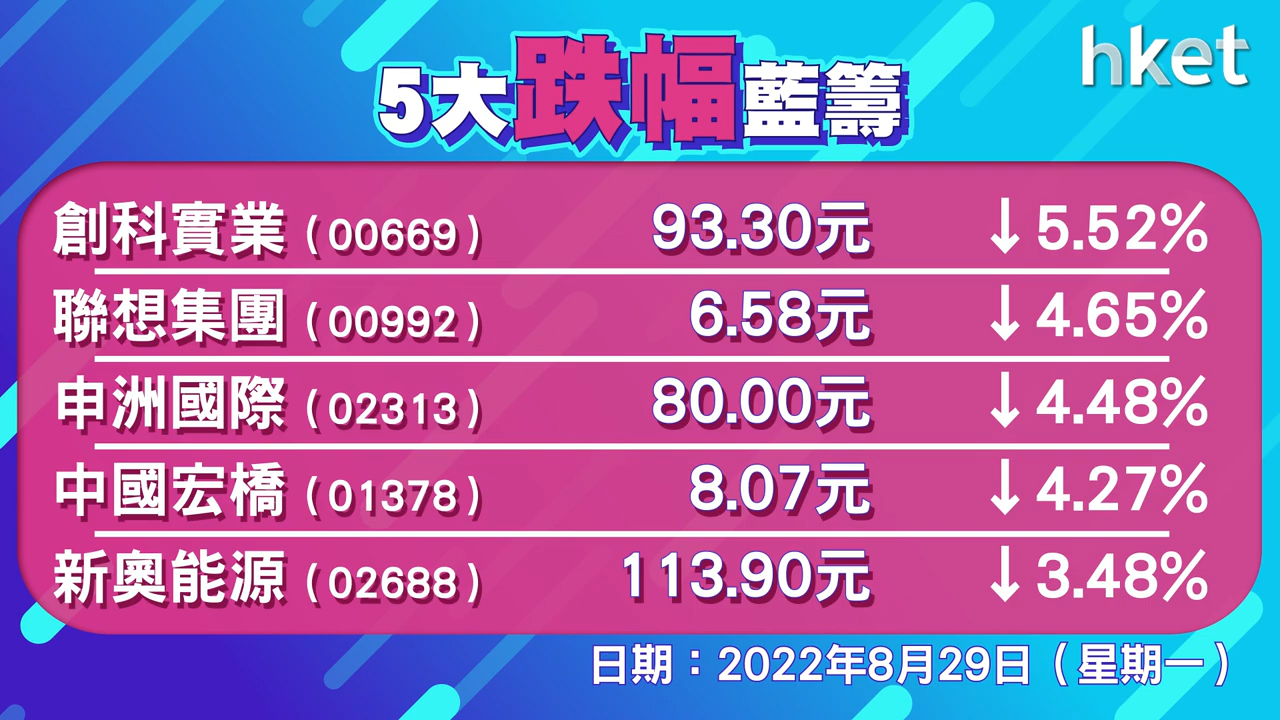 hket
5大跌幅藍籌
創科實業（00669） 93.30元 ↓5.52%
聯想集團（00992） 6.58元 ↓4.65%
申洲國際（02313） 80.00元 ↓4.48%
中國宏橋（01378） 8.07元 ↓4.27%
新奧能源（02688） 113.90元 ↓3.48%
日期：2022年8月29日（星期一）